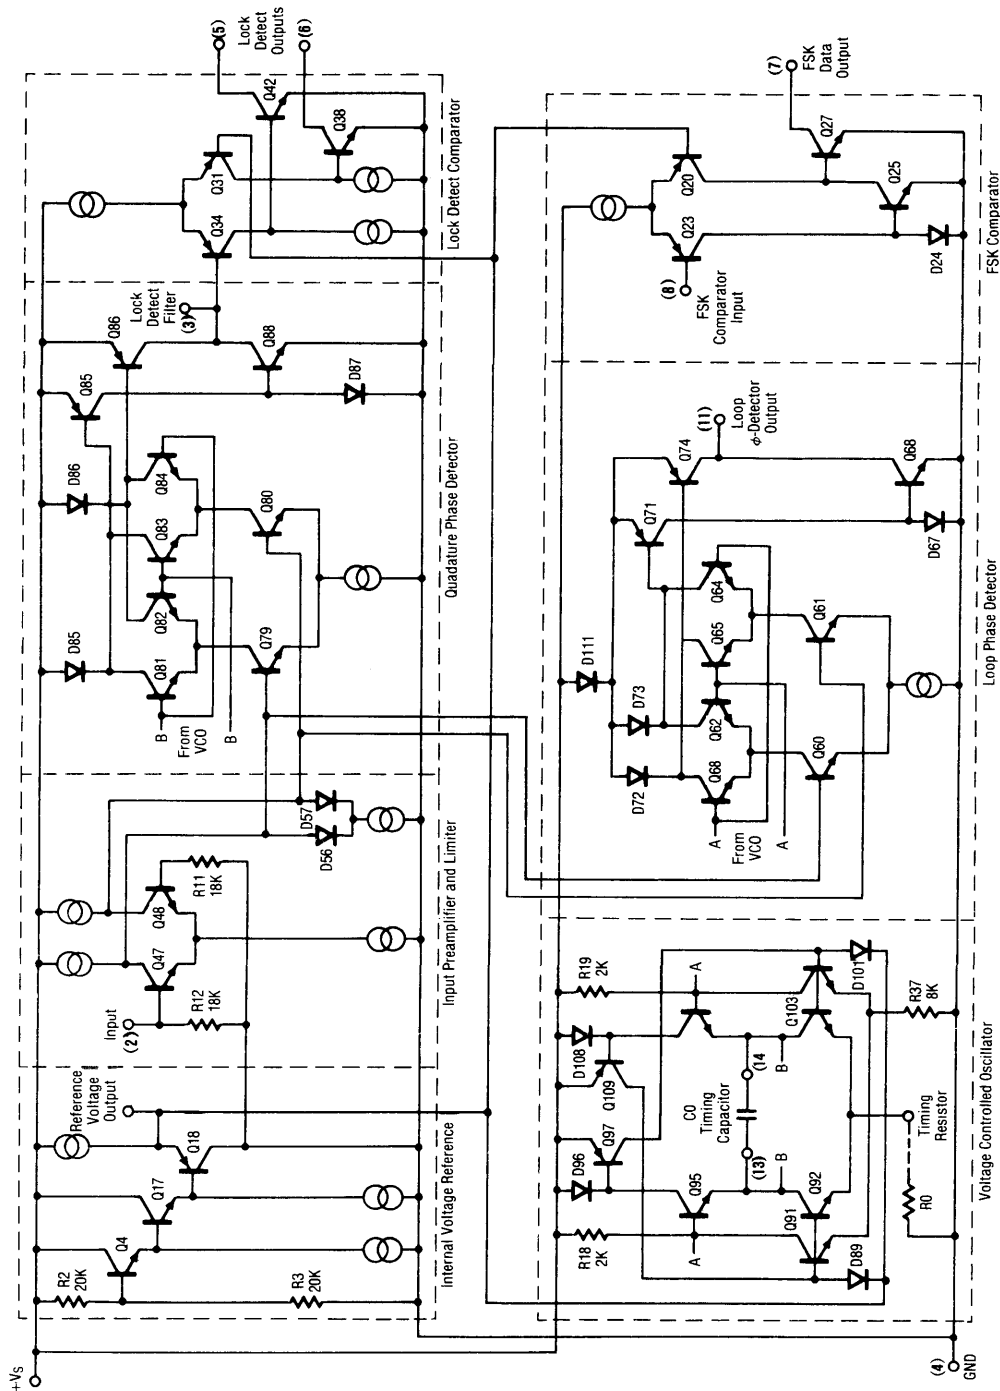 +Vs
R2
20K
R3
20K
Q4
Q17
Q18
Reference
Voltage
Output
Internal Voltage Reference
Input
(2)
R12
18K
R11
18K
Q47
Q48
D56
D57
Input Preamplifier and Limiter
B
From
VCO
B
D85
D86
Q81
Q82
Q83
Q84
Q79
Q80
Q85
Q86
Q88
D87
Quadature Phase Detector
Lock
Detect
Filter
(3)
Q34
Q31
Q42
Q38
Lock Detect Comparator
(5)
Lock
Detect
Outputs
(6)
(4)
GND
R18
2K
D96
Q97
Q109
D108
R19
2K
A
Q95
A
C0
Timing
Capacitor
(13)
(14)
B
B
Q91
Q92
Q103
D89
D101
R0
Timing
Resistor
R37
8K
Voltage Controlled Oscillator
A
From
VCO
A
D72
D73
D111
Q68
Q62
Q65
Q64
Q60
Q61
Q71
Q74
Q68
D67
(11)
Loop
ϕ-Detector
Output
Loop Phase Detector
(8)
FSK
Comparator
Input
Q23
Q20
Q25
Q27
D24
FSK Comparator
(7)
FSK
Data
Output